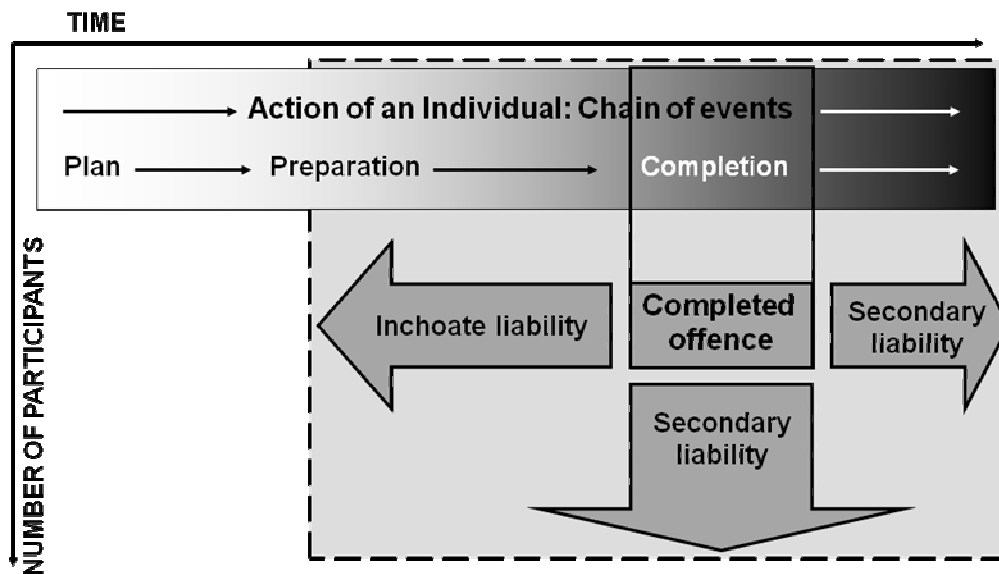 TIME
Action of an Individual: Chain of events
Plan
Preparation
Completion
NUMBER OF PARTICIPANTS
Inchoate liability
Completed
offence
Secondary
liability
Secondary
liability